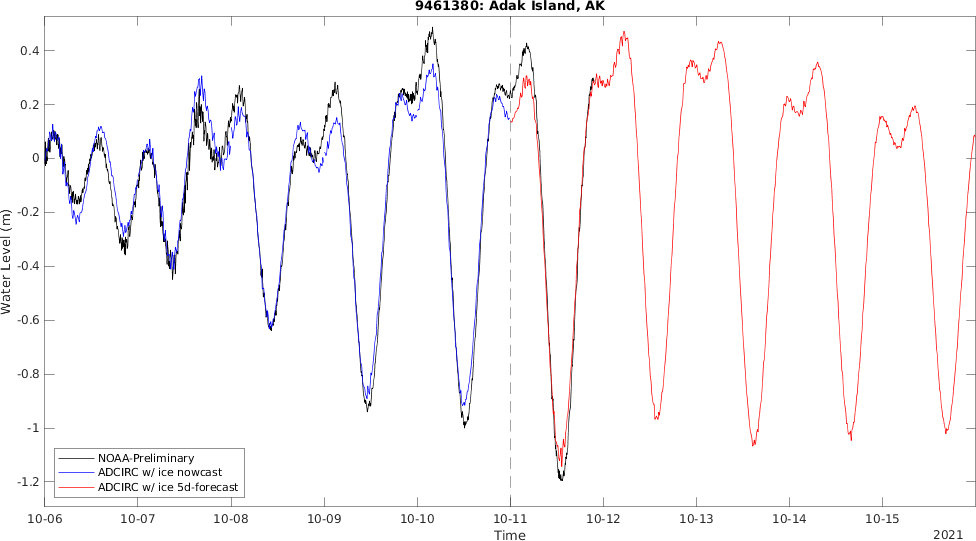 9461380: Adak Island, AK
Water Level (m)
0.4
0.2
0
-0.2
-0.4
-0.6
-0.8
-1
-1.2
NOAA-Preliminary
ADCIRC w/ ice nowcast
ADCIRC w/ ice 5d-forecast
10-06 10-07 10-08 10-09 10-10 10-11 10-12 10-13 10-14 10-15
Time
2021